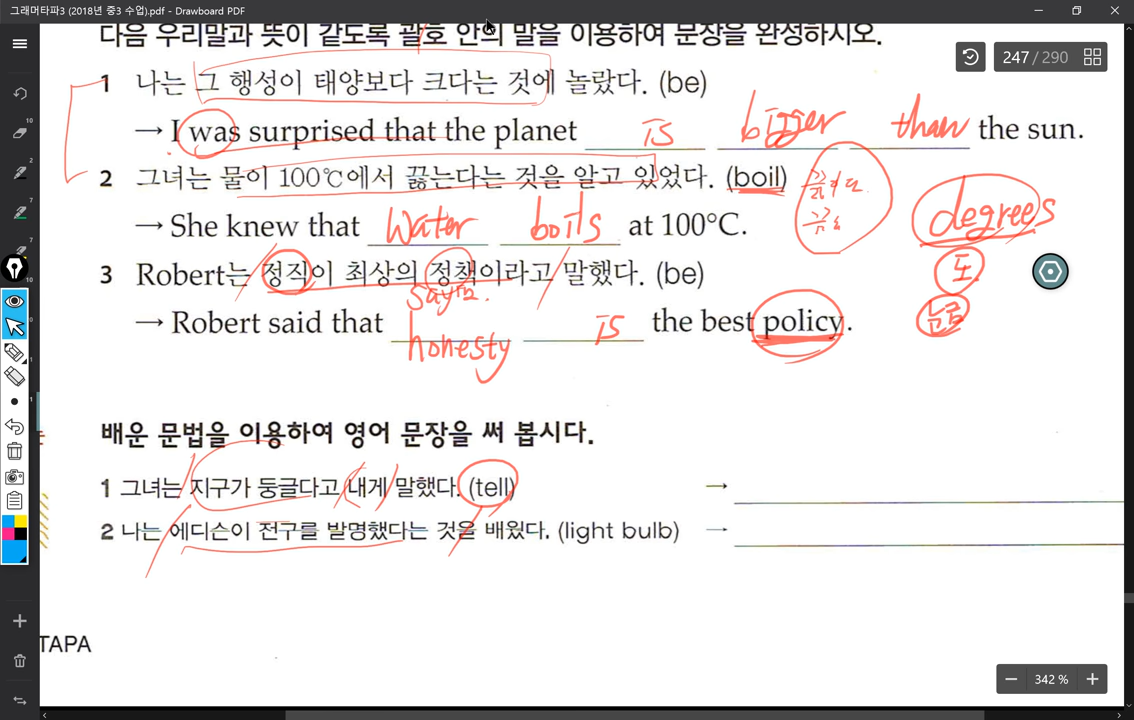 그래머타파3 (2018년 중3 수업).pdf - Drawboard PDF
다음 우리말과 뜻이 같도록 괄호 안의 말을 이용하여 문장을 완성하시오.
247 / 290
1 나는 그 행성이 태양보다 크다는 것에 놀랐다. (be)
→ I was surprised that the planet is bigger than the sun.
2 그녀는 물이 100℃에서 끓는다는 것을 알고 있었다. (boil)
→ She knew that water boils at 100°C.
degrees
도
3 Robert는 정직이 최상의 정책이라고 말했다. (be)
→ Robert said that honesty is the best policy.
배운 문법을 이용하여 영어 문장을 써 봅시다.
1 그녀는 지구가 둥글다고 내게 말했다. (tell) →
2 나는 에디슨이 전구를 발명했다는 것을 배웠다. (light bulb) →
TAPA
342 %